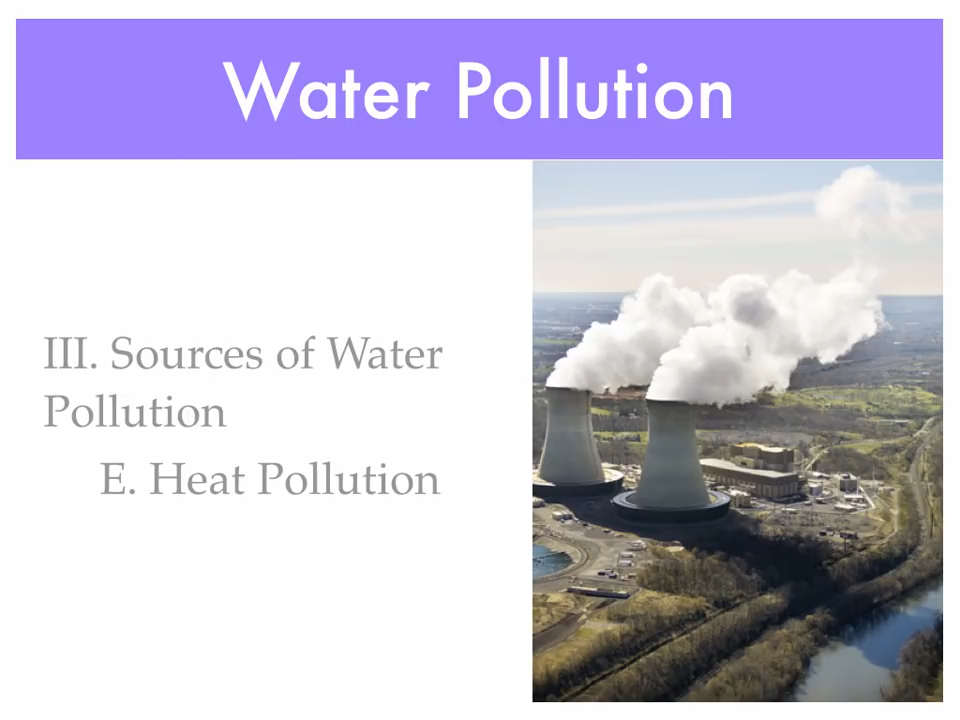 Water Pollution
III. Sources of Water
Pollution
E. Heat Pollution